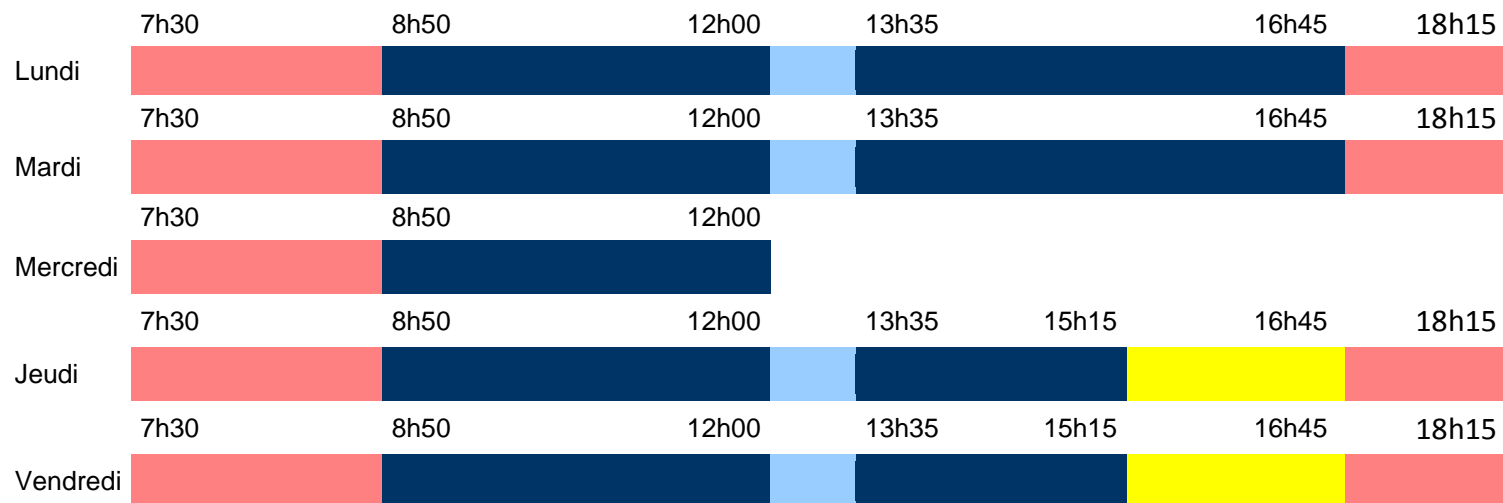 7h30 8h50 12h00 13h35 16h45 18h15
Lundi
7h30 8h50 12h00 13h35 16h45 18h15
Mardi
7h30 8h50 12h00
Mercredi
7h30 8h50 12h00 13h35 15h15 16h45 18h15
Jeudi
7h30 8h50 12h00 13h35 15h15 16h45 18h15
Vendredi